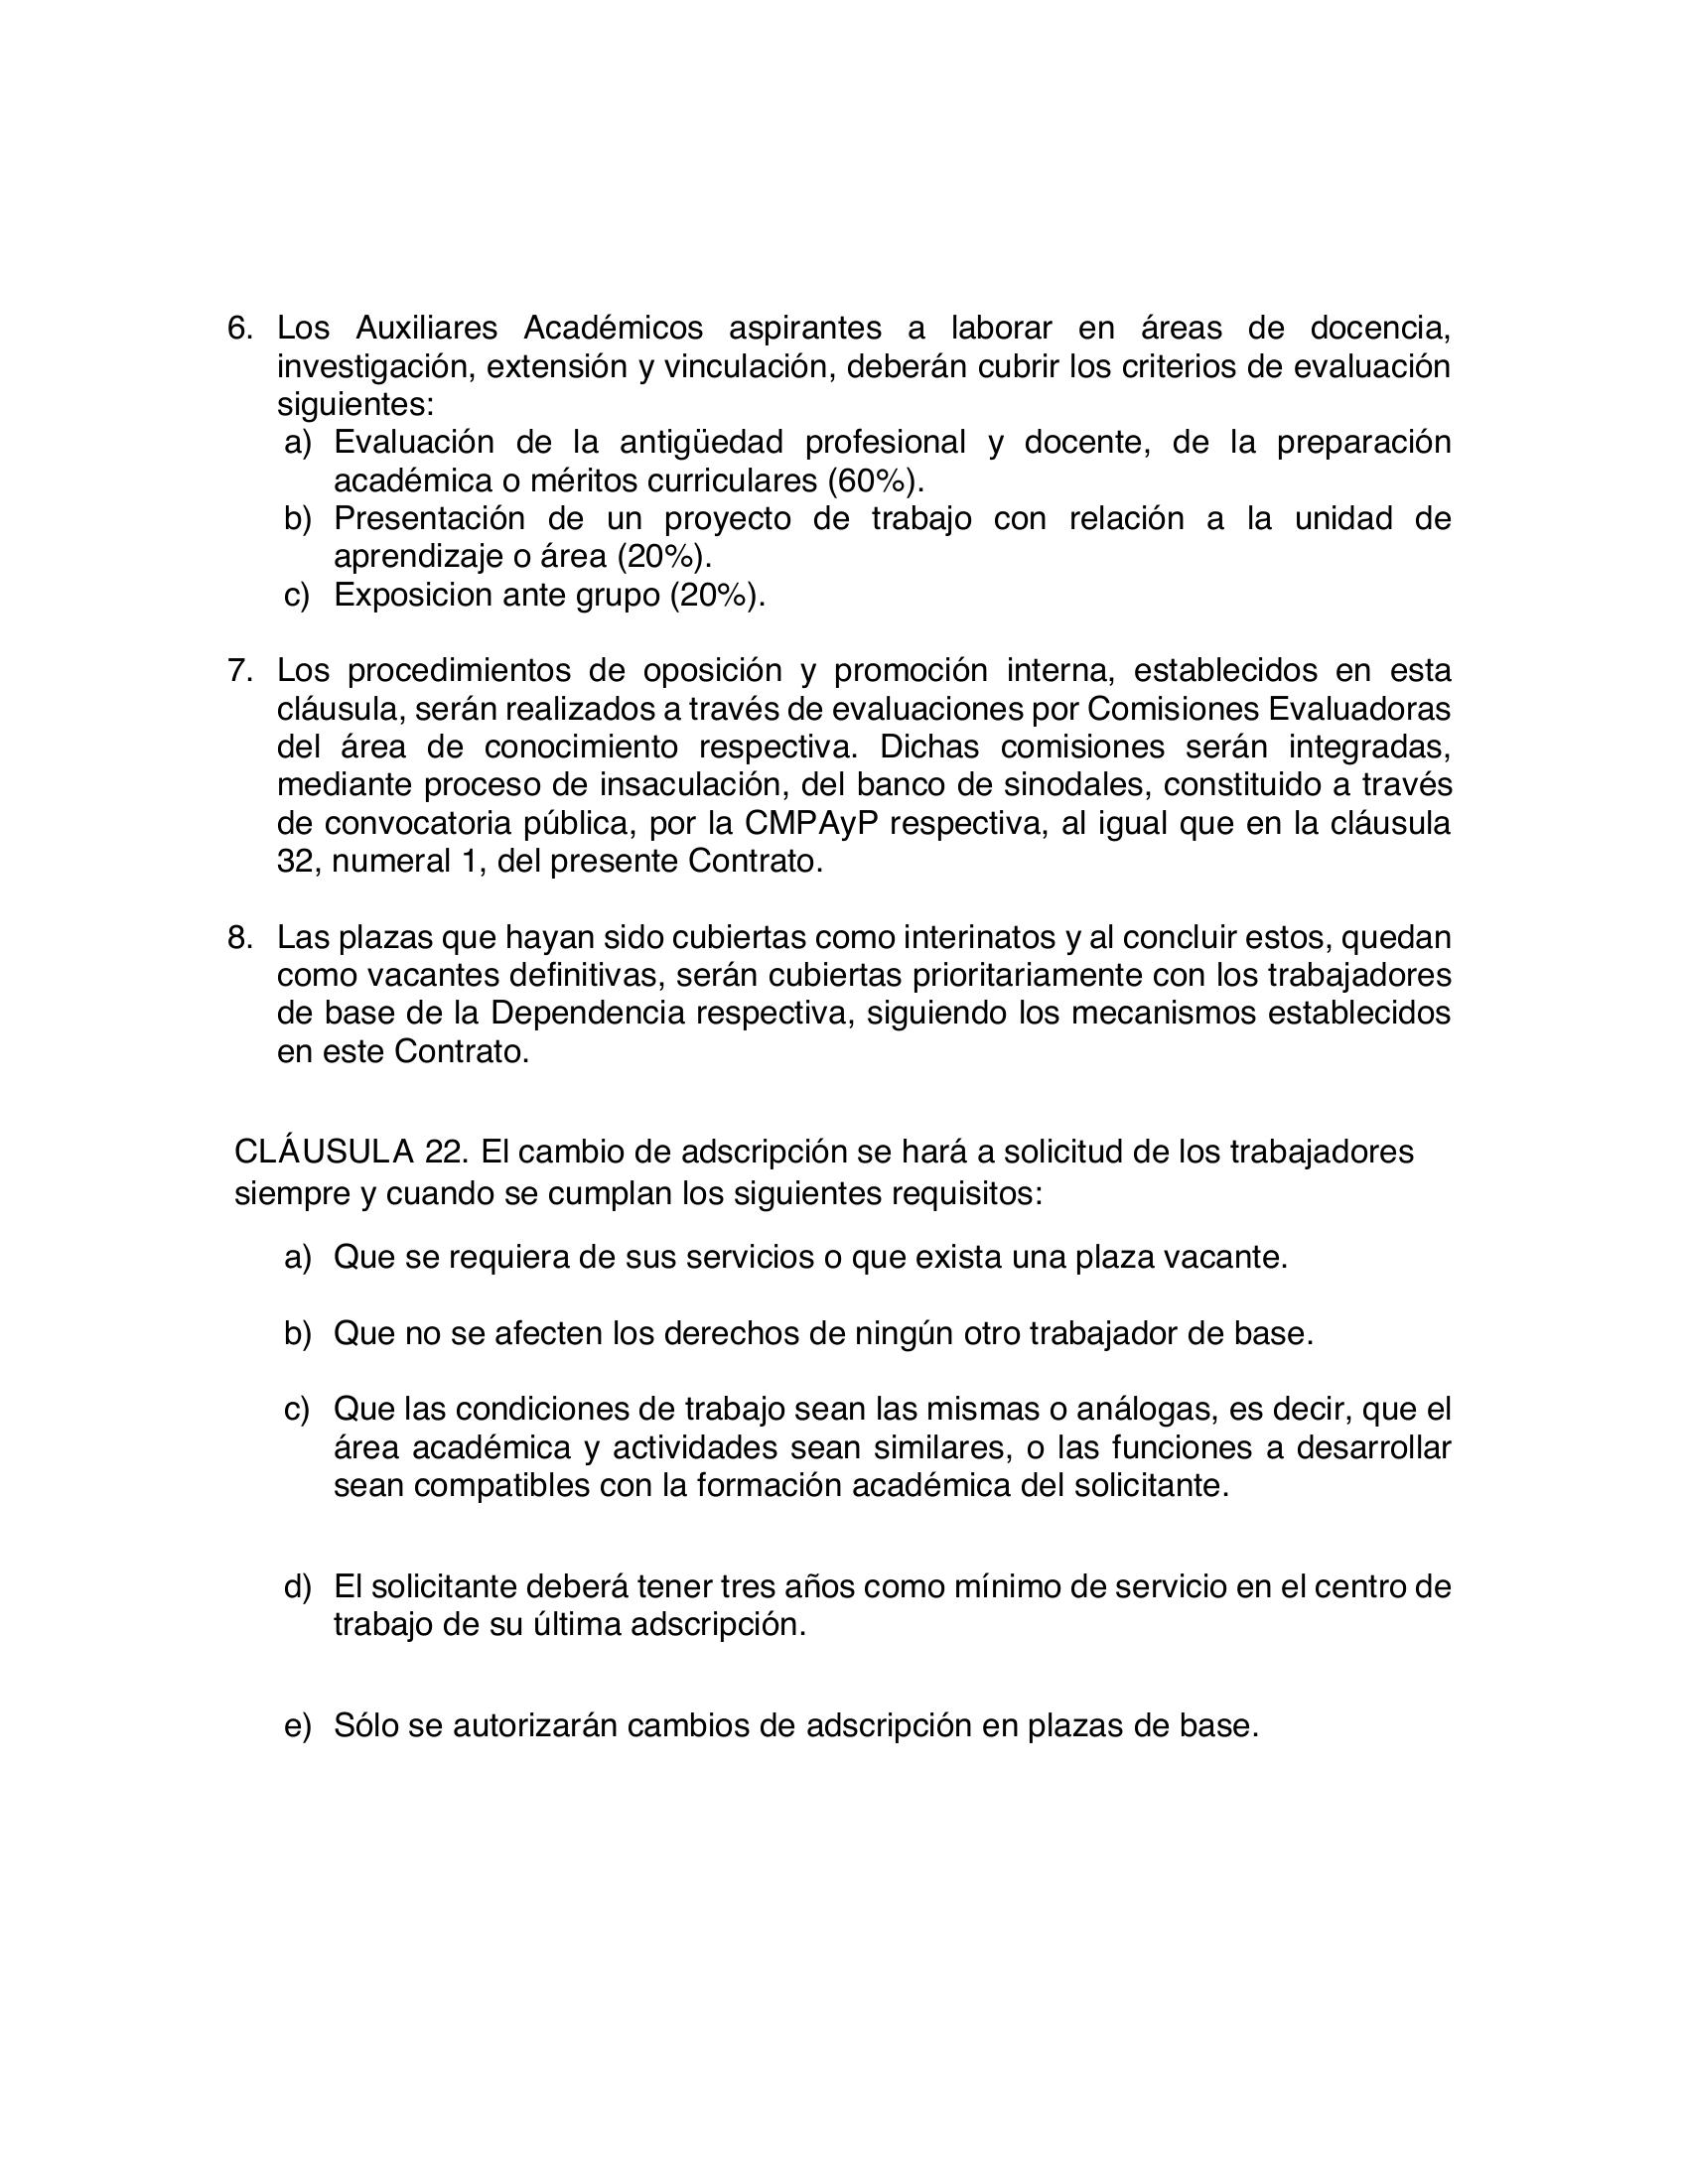 6. Los Auxiliares Académicos aspirantes a laborar en áreas de docencia,
investigación, extensión y vinculación, deberán cubrir los criterios de evaluación
siguientes:
a) Evaluación de la antigüedad profesional y docente, de la preparación
académica o méritos curriculares (60%).
b) Presentación de un proyecto de trabajo con relación a la unidad de
aprendizaje o área (20%).
c) Exposicion ante grupo (20%).
7. Los procedimientos de oposición y promoción interna, establecidos en esta
cláusula, serán realizados a través de evaluaciones por Comisiones Evaluadoras
del área de conocimiento respectiva. Dichas comisiones serán integradas,
mediante proceso de insaculación, del banco de sinodales, constituido a través
de convocatoria pública, por la CMPAyP respectiva, al igual que en la cláusula
32, numeral 1, del presente Contrato.
8. Las plazas que hayan sido cubiertas como interinatos y al concluir estos, quedan
como vacantes definitivas, serán cubiertas prioritariamente con los trabajadores
de base de la Dependencia respectiva, siguiendo los mecanismos establecidos
en este Contrato.
CLÁUSULA 22. El cambio de adscripción se hará a solicitud de los trabajadores
siempre y cuando se cumplan los siguientes requisitos:
a) Que se requiera de sus servicios o que exista una plaza vacante.
b) Que no se afecten los derechos de ningún otro trabajador de base.
c) Que las condiciones de trabajo sean las mismas o análogas, es decir, que el
área académica y actividades sean similares, o las funciones a desarrollar
sean compatibles con la formación académica del solicitante.
d) El solicitante deberá tener tres años como mínimo de servicio en el centro de
trabajo de su última adscripción.
e) Sólo se autorizarán cambios de adscripción en plazas de base.